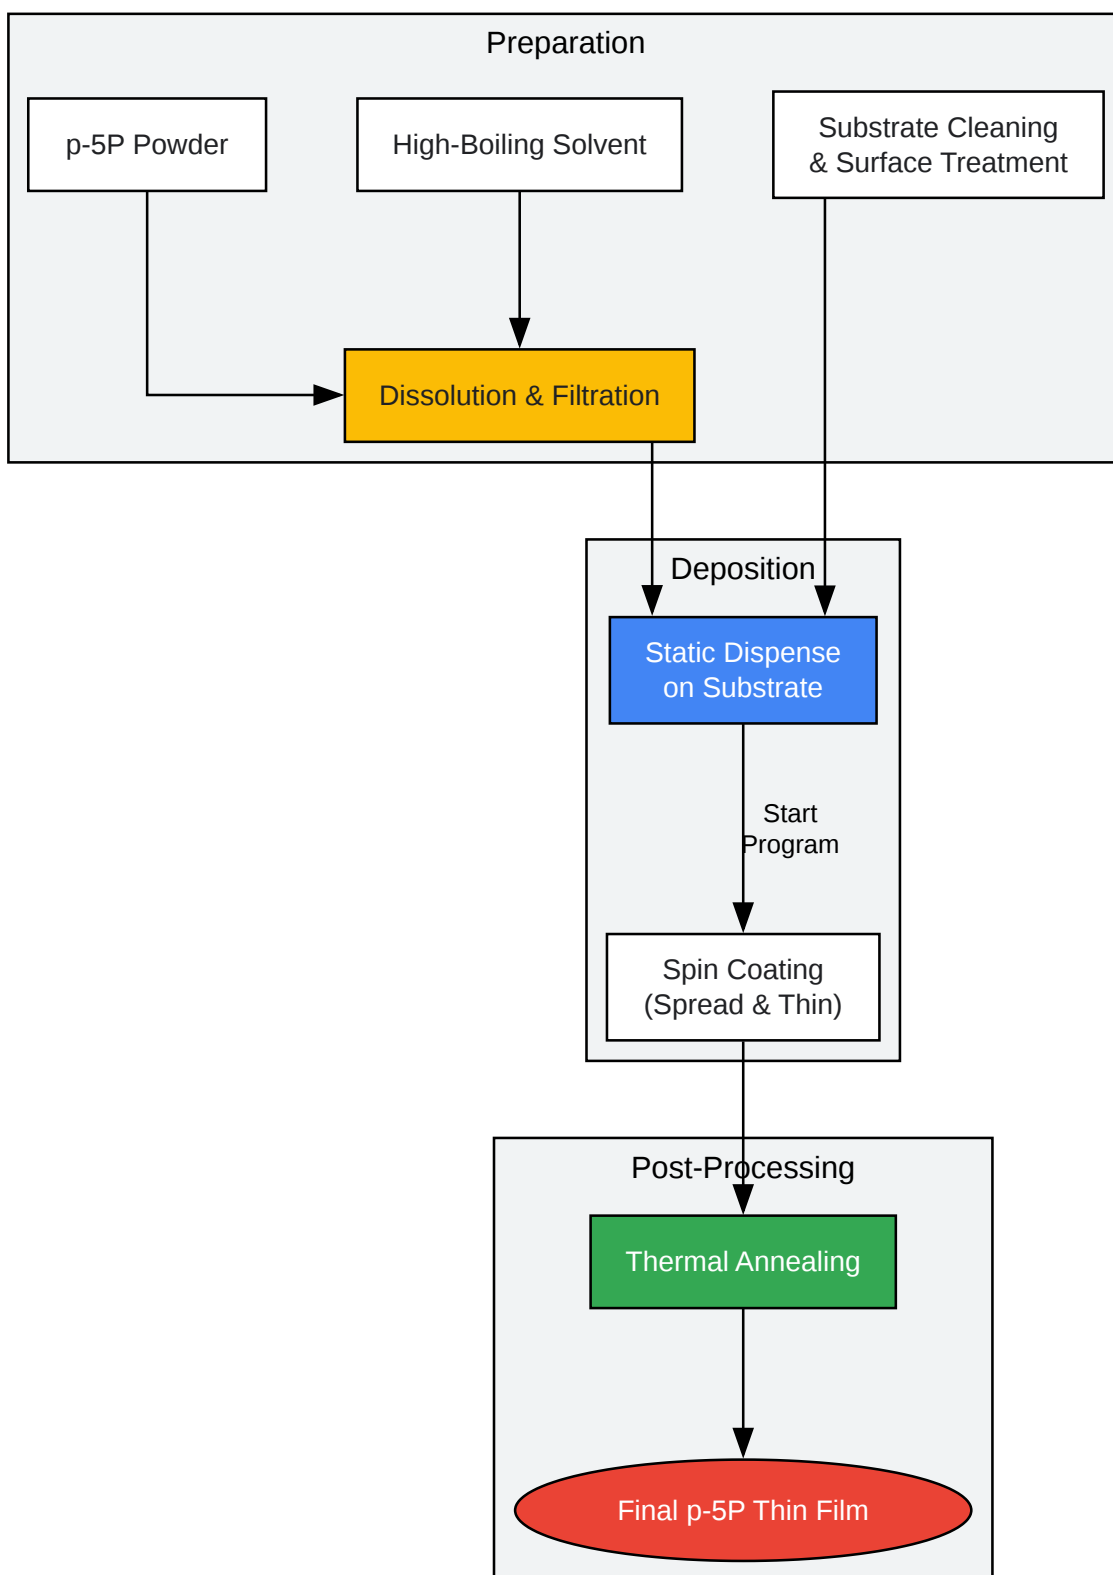 Preparation
p-5P Powder
High-Boiling Solvent
Substrate Cleaning
& Surface Treatment
Dissolution & Filtration
Deposition
Static Dispense
on Substrate
Start
Program
Spin Coating
(Spread & Thin)
Post-Processing
Thermal Annealing
Final p-5P Thin Film